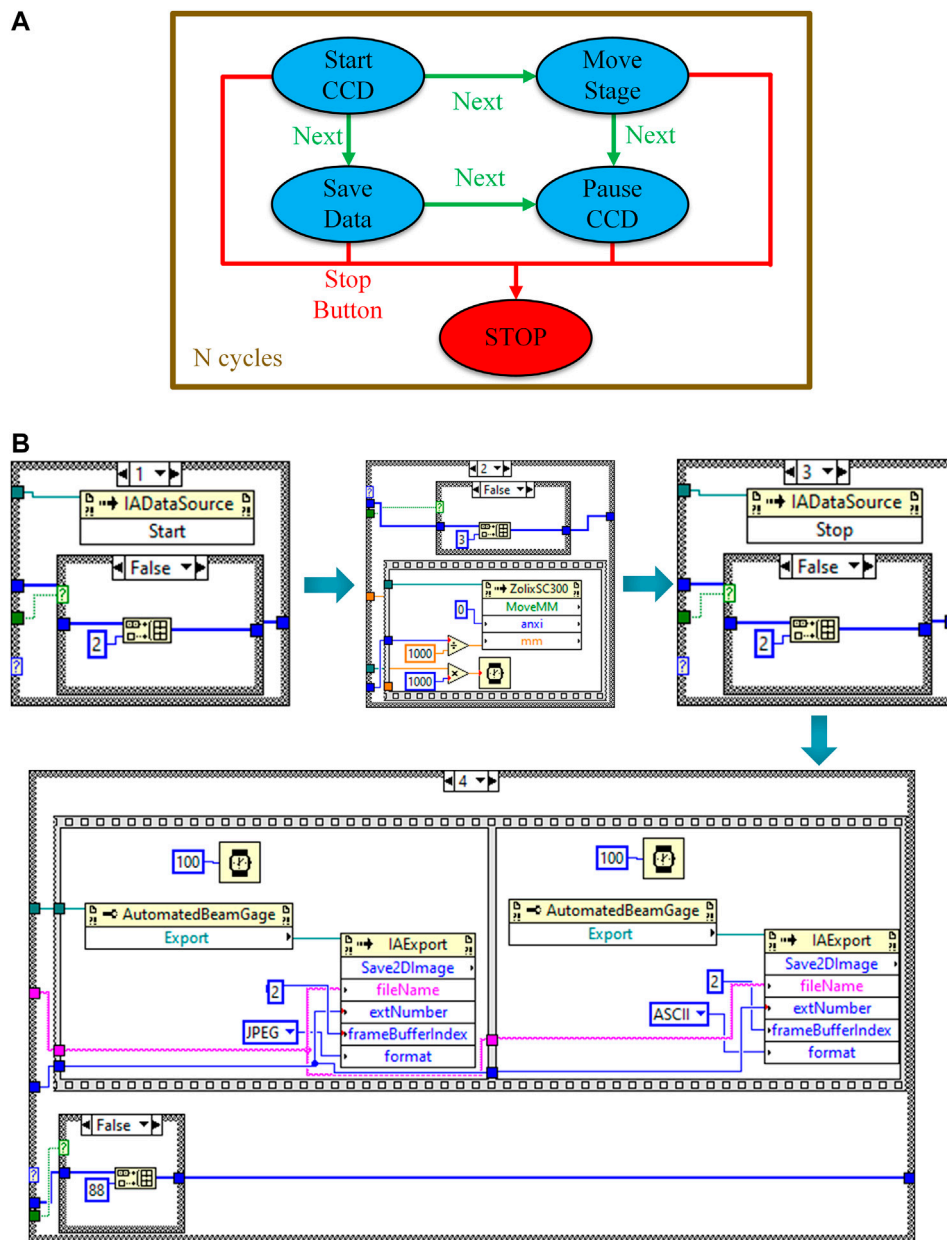 A
Start
CCD
Next
Move
Stage
Next
Next
Save
Data
Next
Pause
CCD
Stop
Button
STOP
N cycles
B
1
IADataSource
Start
False
?
2
?
2
?
False
?
3
ZolixSC300
MoveMM
0
anxi
1000
÷
mm
1000
×
3
IADataSource
Stop
False
?
2
?
4
100
AutomatedBeamGage
Export
IAExport
Save2DImage
2
fileName
extNumber
JPEG
frameBufferIndex
format
100
AutomatedBeamGage
Export
IAExport
Save2DImage
2
fileName
extNumber
ASCII
frameBufferIndex
format
False
?
?
88